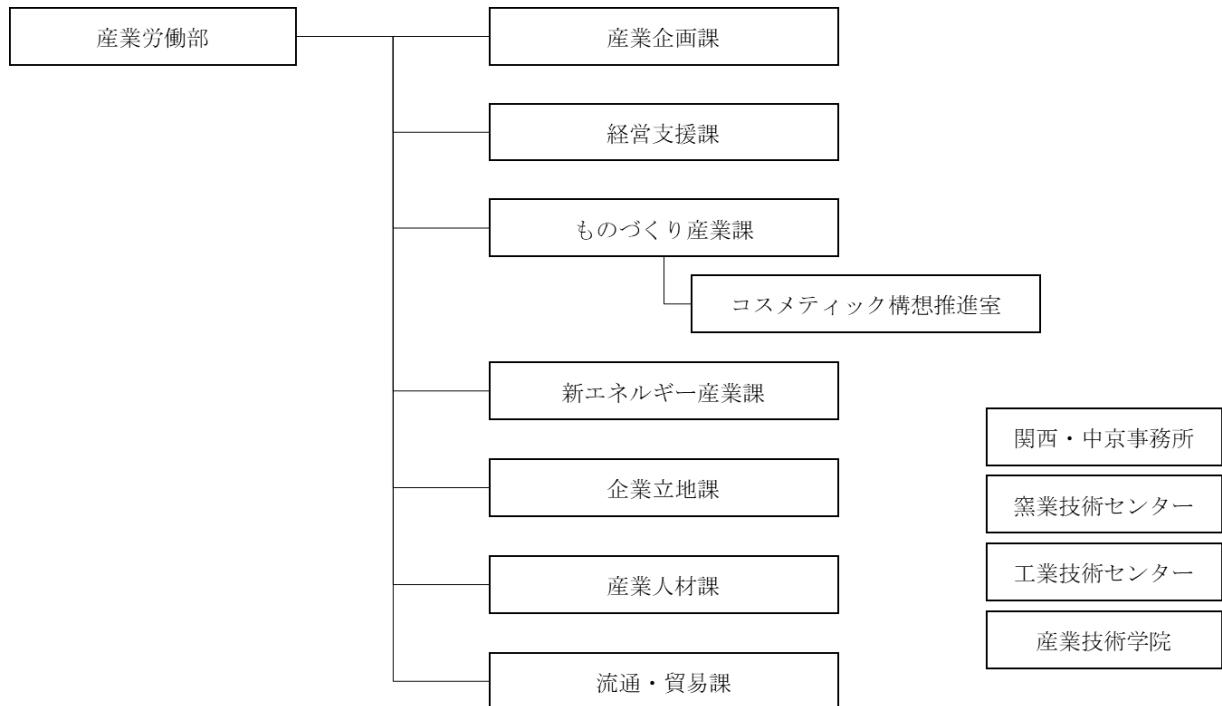 産業労働部
産業企画課
経営支援課
ものづくり産業課
コスメティック構想推進室
新エネルギー産業課
企業立地課
産業人材課
流通・貿易課
関西・中京事務所
窯業技術センター
工業技術センター
産業技術学院